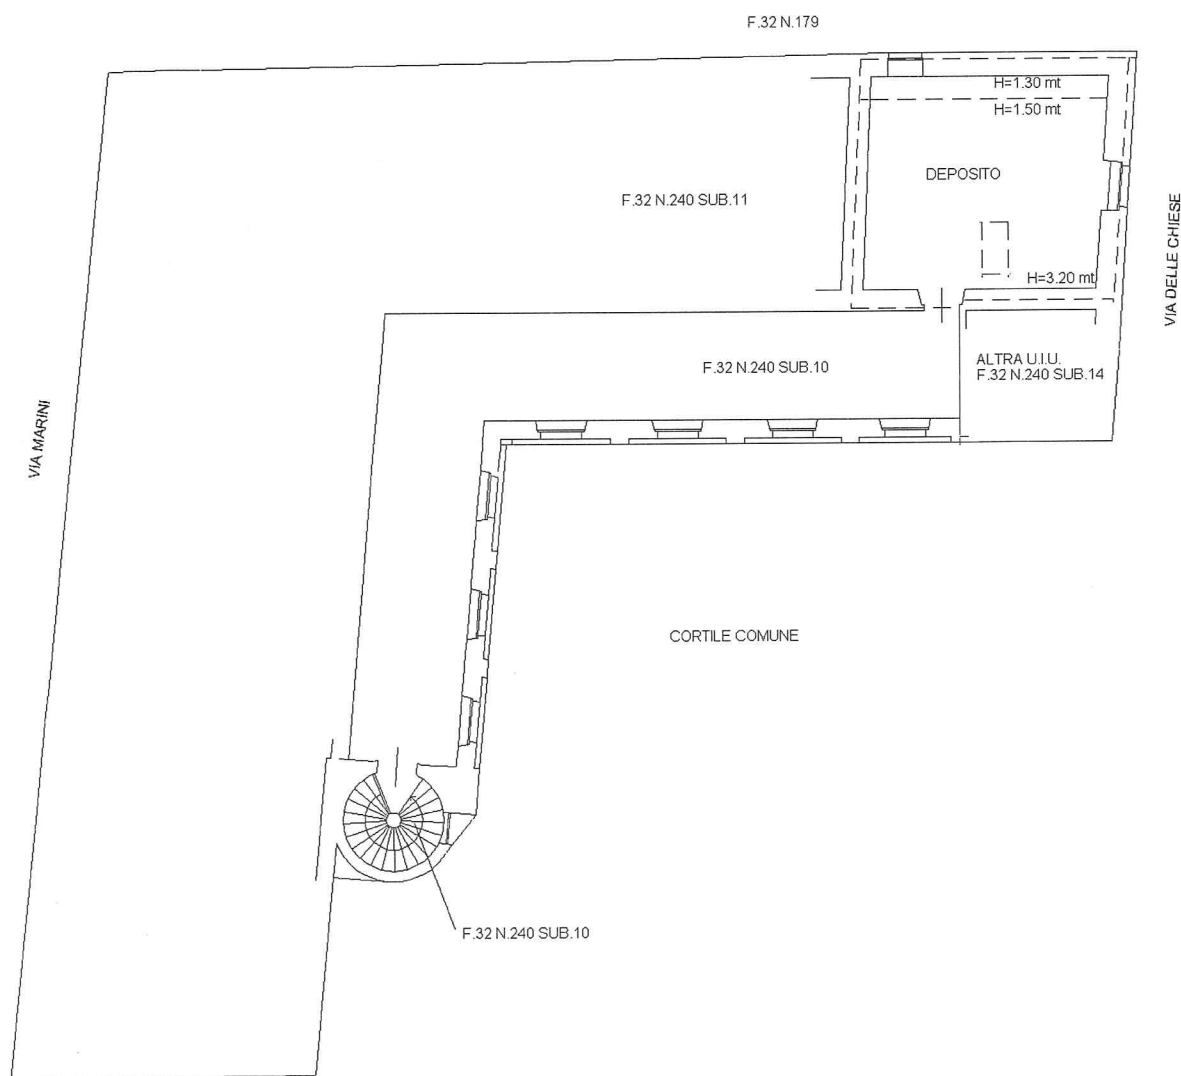 F.32 N.179
H=1.30 mt
H=1.50 mt
DEPOSITO
F.32 N.240 SUB.11
VIA DELLE CHIESE
H=3.20 mt
ALTRA U.I.U.
F.32 N.240 SUB.14
F.32 N.240 SUB.10
VIA MARINI
CORTILE COMUNE
F.32 N.240 SUB.10